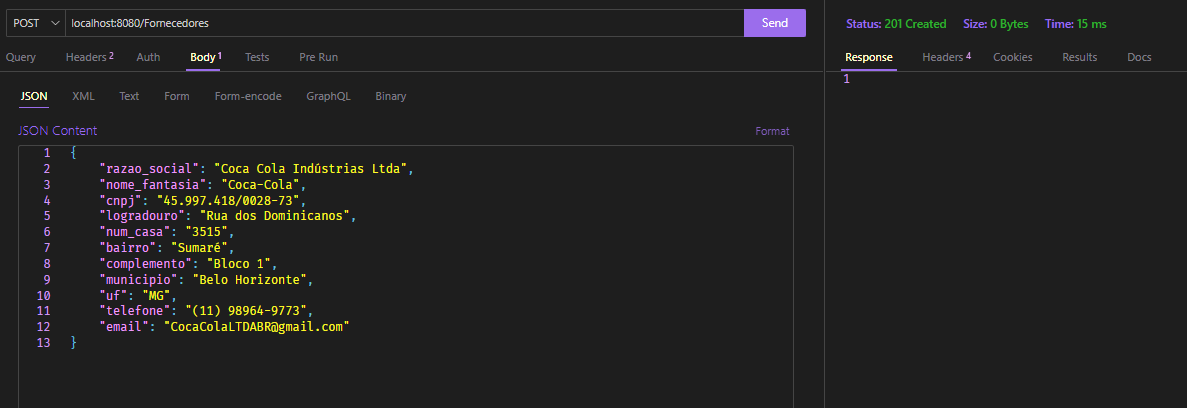 POST localhost:8080/Fornecedores Send
Query Headers 2 Auth Body 1 Tests Pre Run
JSON XML Text Form Form-encode GraphQL Binary
JSON Content Format
1 {
2 "razao_social": "Coca Cola Indústrias Ltda",
3 "nome_fantasia": "Coca-Cola",
4 "cnpj": "45.997.418/0028-73",
5 "logradouro": "Rua dos Dominicanos",
6 "num_casa": "3515",
7 "bairro": "Sumaré",
8 "complemento": "Bloco 1",
9 "municipio": "Belo Horizonte",
10 "uf": "MG",
11 "telefone": "(11) 98964-9773",
12 "email": "CocaColaLTDABR@gmail.com"
13 }
Status: 201 Created Size: 0 Bytes Time: 15 ms
Response Headers 4 Cookies Results Docs
1